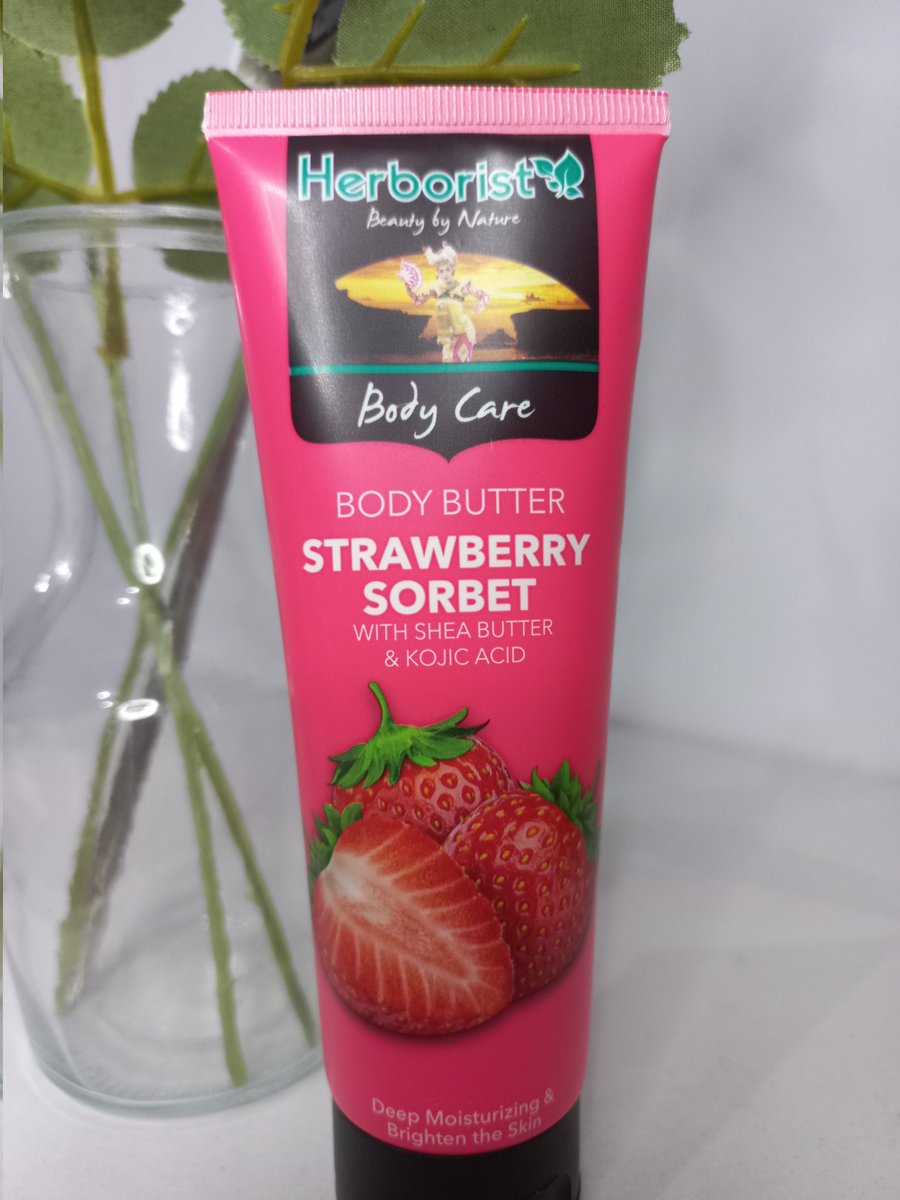 Herborist
Beauty by Nature
Body Care
BODY BUTTER
STRAWBERRY
SORBET
WITH SHEA BUTTER
& KOJIC ACID
Deep Moisturizing &
Brighten the Skin